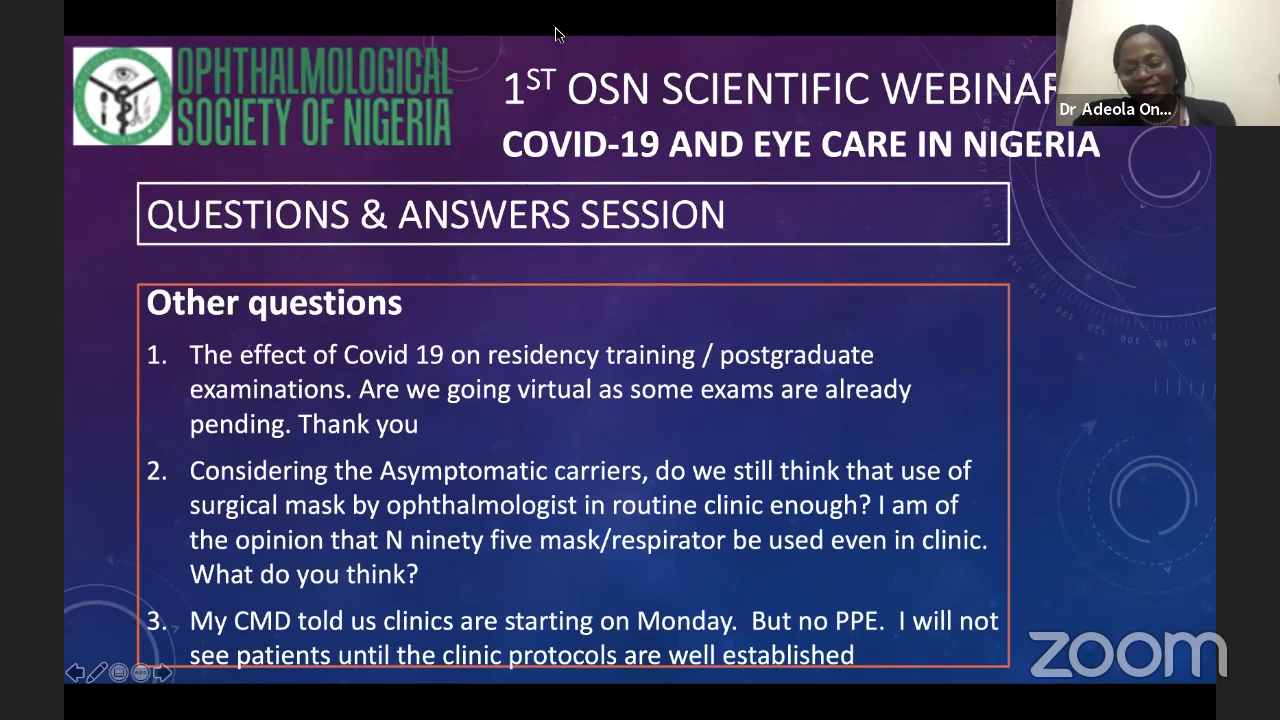 OPHTHALMOLOGICAL
SOCIETY OF NIGERIA
1ST OSN SCIENTIFIC WEBINAR
COVID-19 AND EYE CARE IN NIGERIA
Dr Adeola On...
QUESTIONS & ANSWERS SESSION
Other questions
1. The effect of Covid 19 on residency training / postgraduate
examinations. Are we going virtual as some exams are already
pending. Thank you
2. Considering the Asymptomatic carriers, do we still think that use of
surgical mask by ophthalmologist in routine clinic enough? I am of
the opinion that N ninety five mask/respirator be used even in clinic.
What do you think?
3. My CMD told us clinics are starting on Monday.  But no PPE.  I will not
see patients until the clinic protocols are well established
zoom